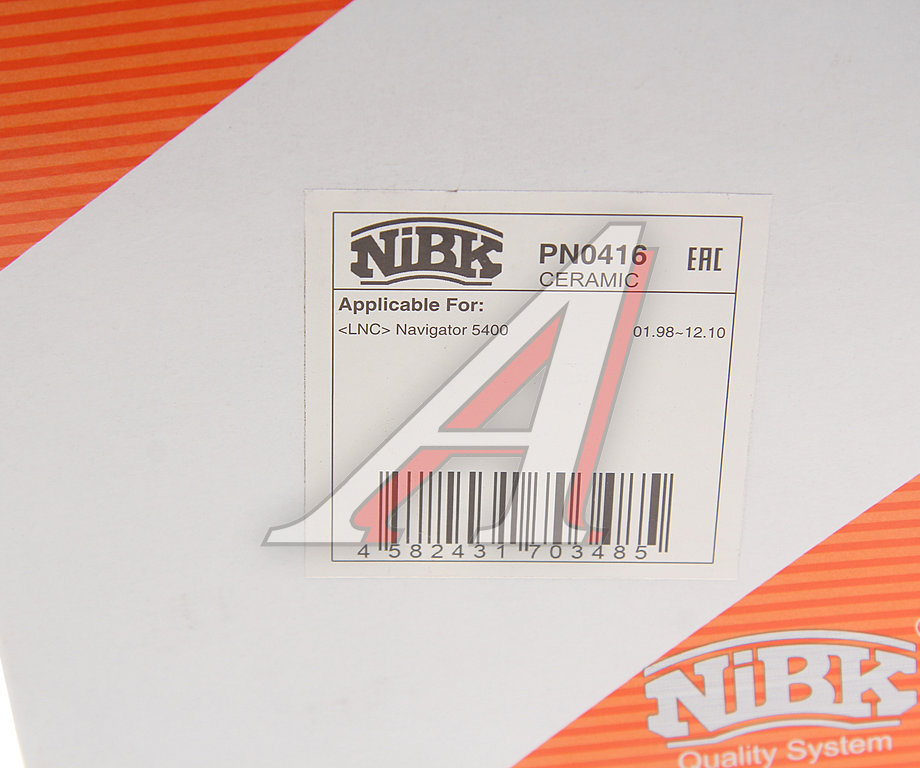 NiBK
PN0416
CERAMIC
EAC
Applicable For:
<LNC> Navigator 5400 01.98~12.10
4 582431 703485
NiBK
Quality System